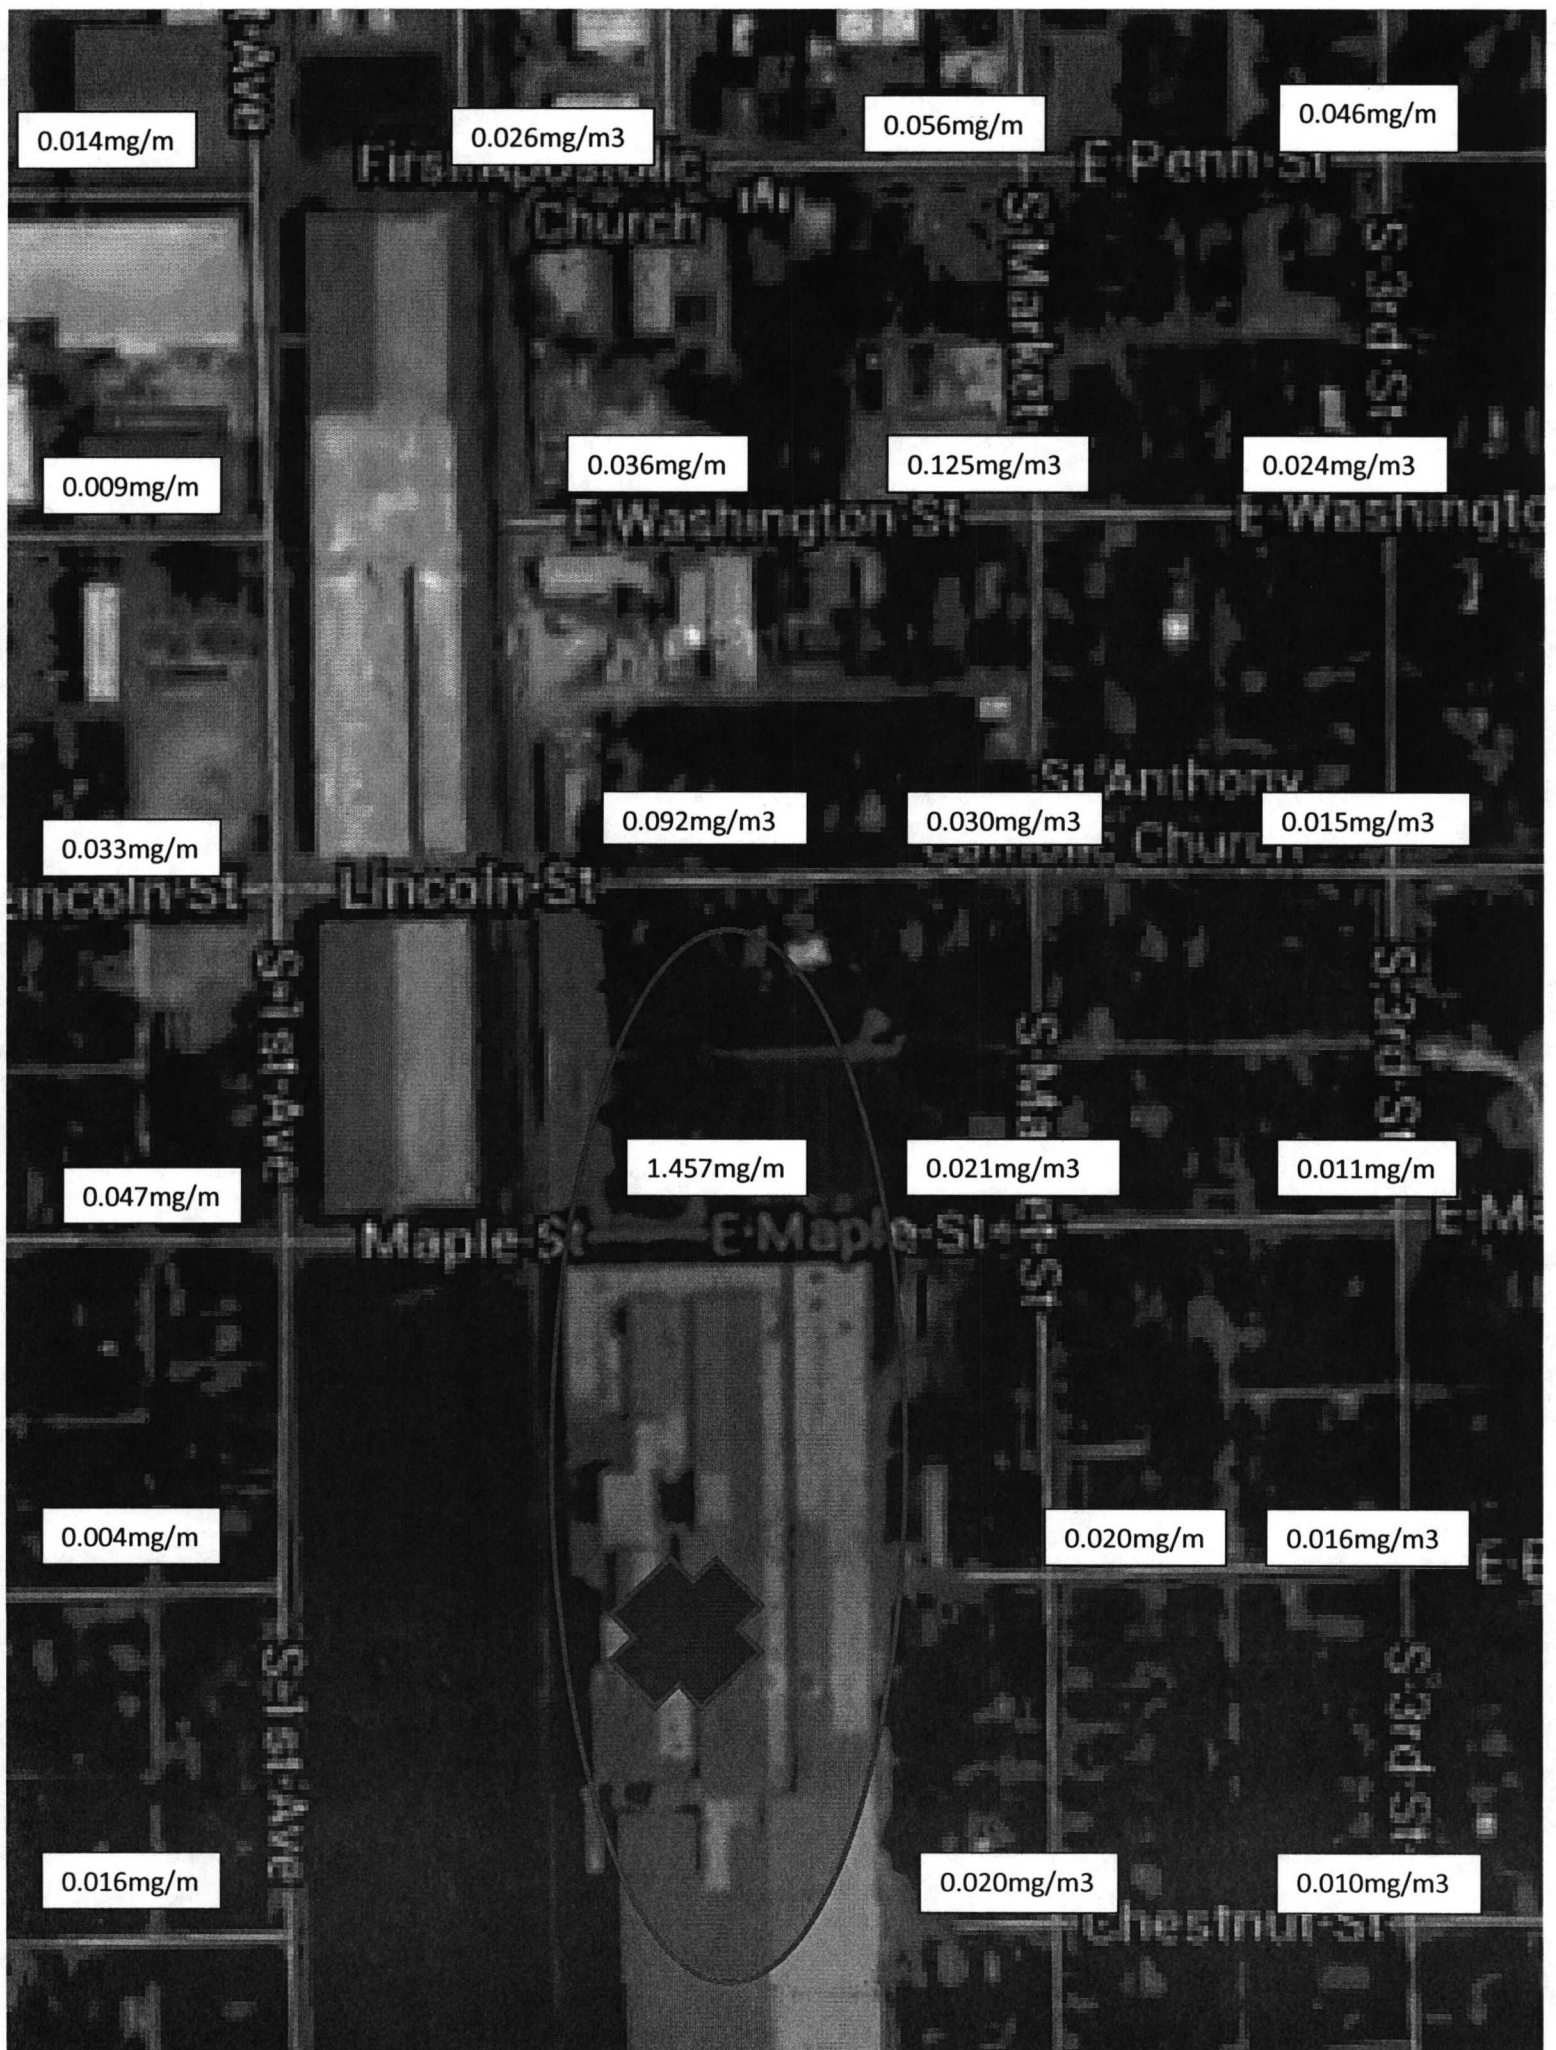 0.014mg/m
0.026mg/m3
0.056mg/m
0.046mg/m
E Penn St
Church
S Market
S 3rd St
0.009mg/m
0.036mg/m
0.125mg/m3
0.024mg/m3
E Washington St
E Washingto
St Anthony
0.033mg/m
0.092mg/m3
0.030mg/m3
0.015mg/m3
Church
incoln St
Lincoln St
S 1st Ave
S 3rd St
0.047mg/m
1.457mg/m
0.021mg/m3
0.011mg/m
Maple St
E Maple St
E Ma
0.004mg/m
0.020mg/m
0.016mg/m3
E E
S 1st Ave
S 3rd St
0.016mg/m
0.020mg/m3
0.010mg/m3
Chestnut St